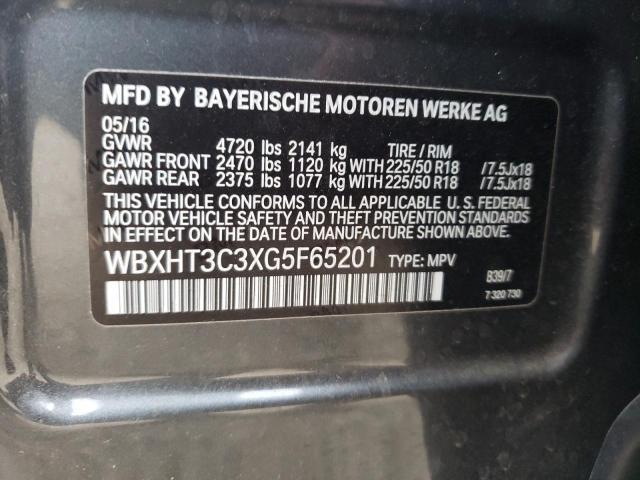 MFD BY BAYERISCHE MOTOREN WERKE AG
05/16
GVWR 4720 lbs 2141 kg TIRE / RIM
GAWR FRONT 2470 lbs 1120 kg WITH 225/50 R18 /7.5Jx18
GAWR REAR 2375 lbs 1077 kg WITH 225/50 R18 /7.5Jx18
THIS VEHICLE CONFORMS TO ALL APPLICABLE U. S. FEDERAL
MOTOR VEHICLE SAFETY AND THEFT PREVENTION STANDARDS
IN EFFECT ON THE DATE OF MANUFACTURE SHOWN ABOVE.
WBXHT3C3XG5F65201 TYPE: MPV
B39/7
7 320 730